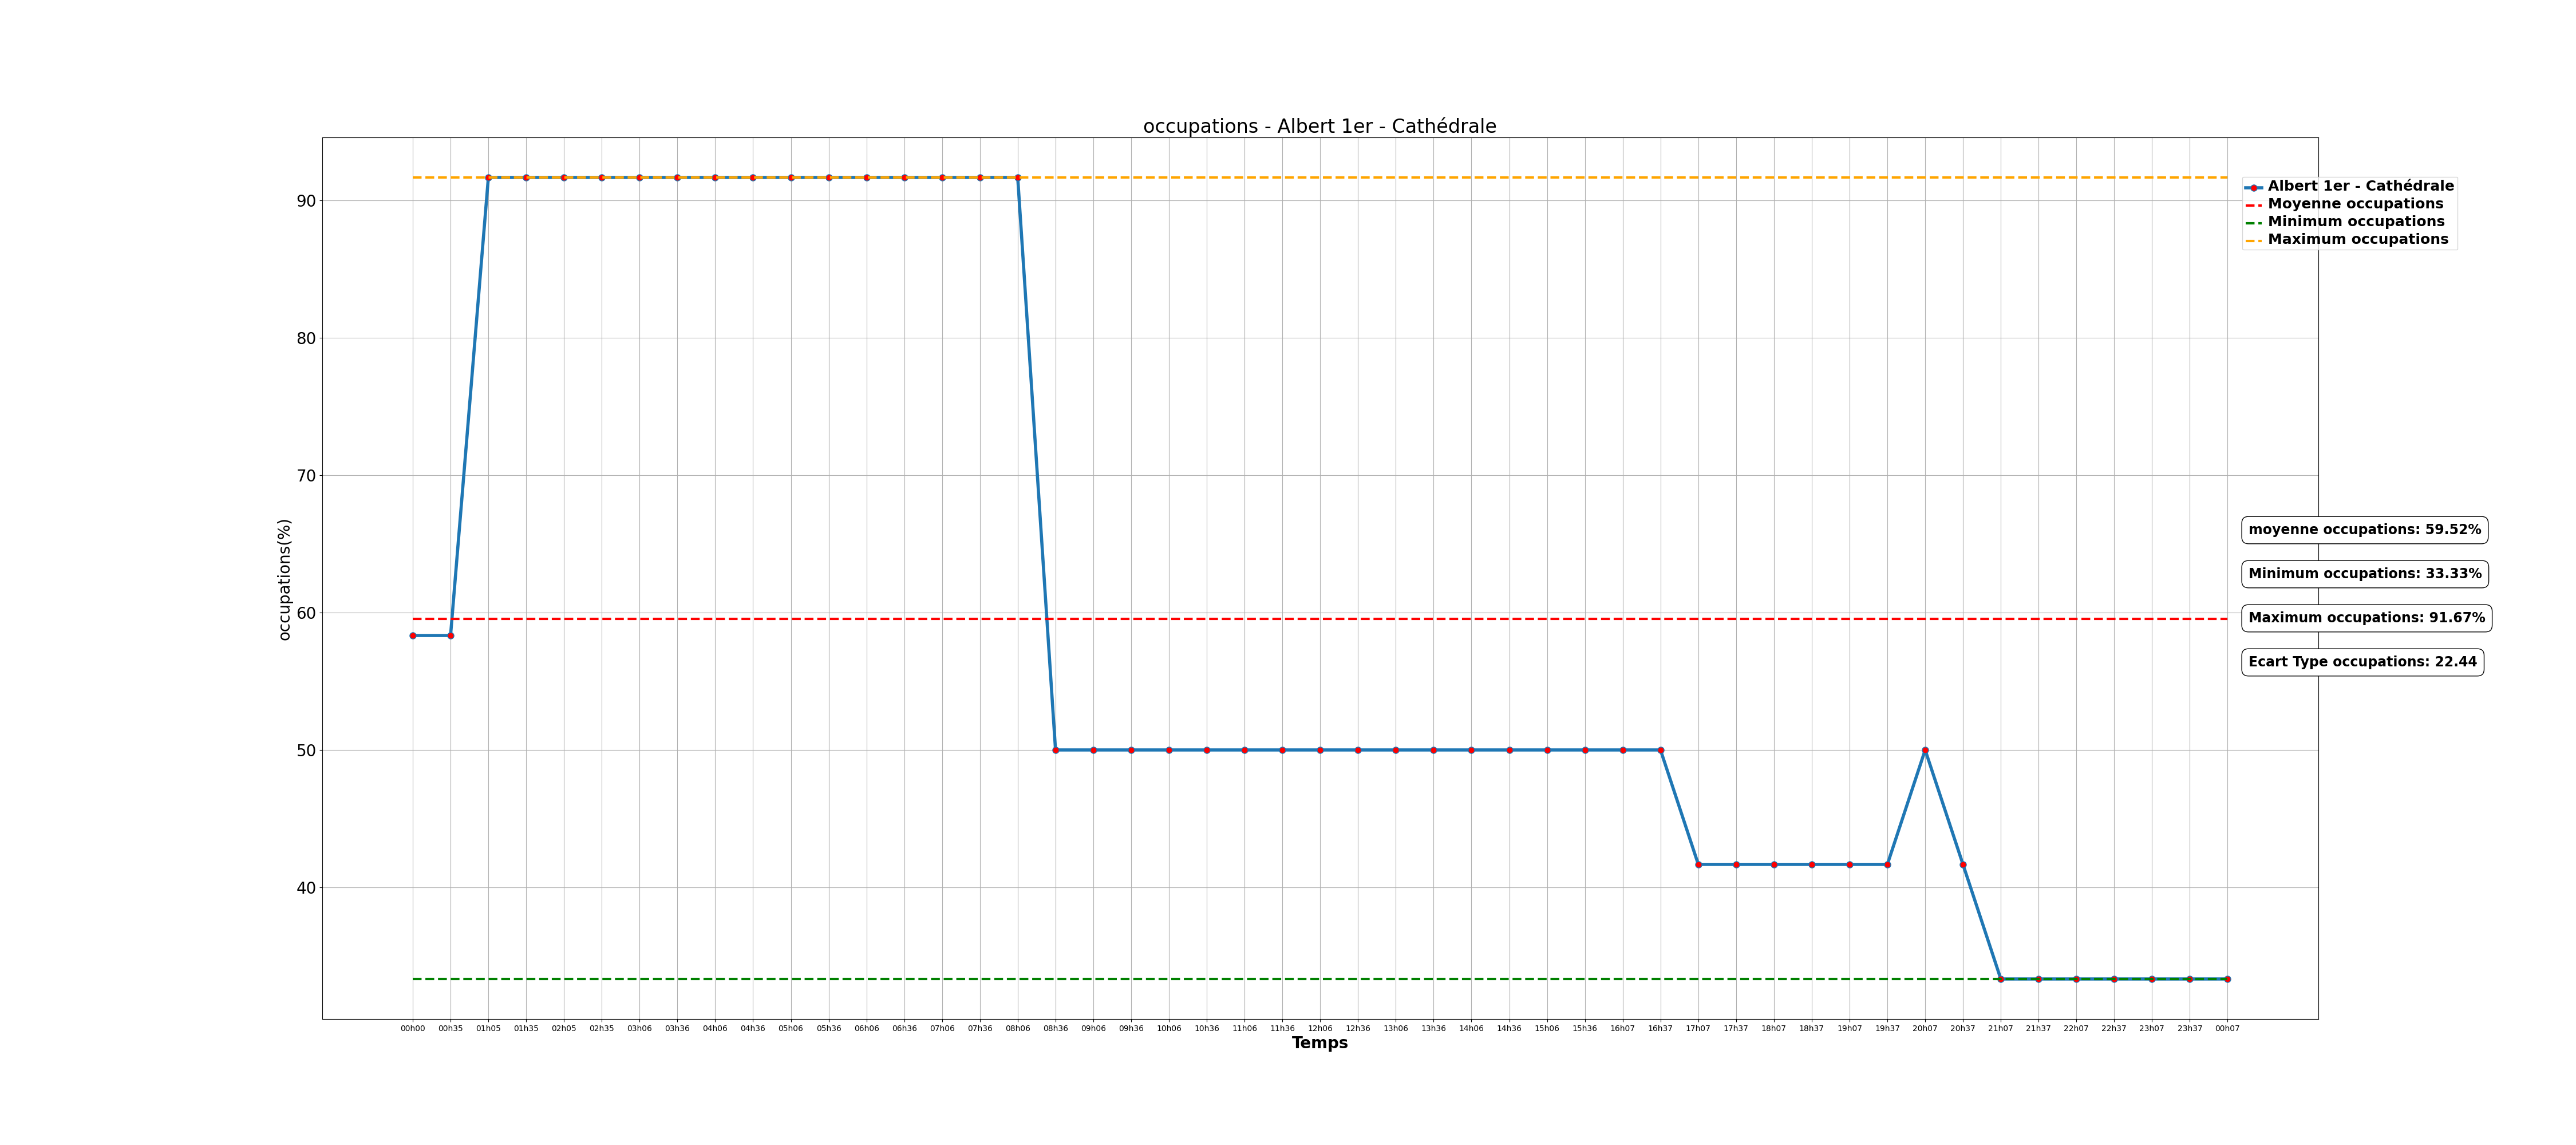 occupations - Albert 1er - Cathédrale
90
80
70
60
50
40
occupations(%)
Albert 1er - Cathédrale
Moyenne occupations
Minimum occupations
Maximum occupations
moyenne occupations: 59.52%
Minimum occupations: 33.33%
Maximum occupations: 91.67%
Ecart Type occupations: 22.44
00h00 00h35 01h05 01h35 02h05 02h35 03h06 03h36 04h06 04h36 05h06 05h36 06h06 06h36 07h06 07h36 08h06 08h36 09h06 09h36 10h06 10h36 11h06 11h36 12h06 12h36 13h06 13h36 14h06 14h36 15h06 15h36 16h07 16h37 17h07 17h37 18h07 18h37 19h07 19h37 20h07 20h37 21h07 21h37 22h07 22h37 23h07 23h37 00h07
Temps